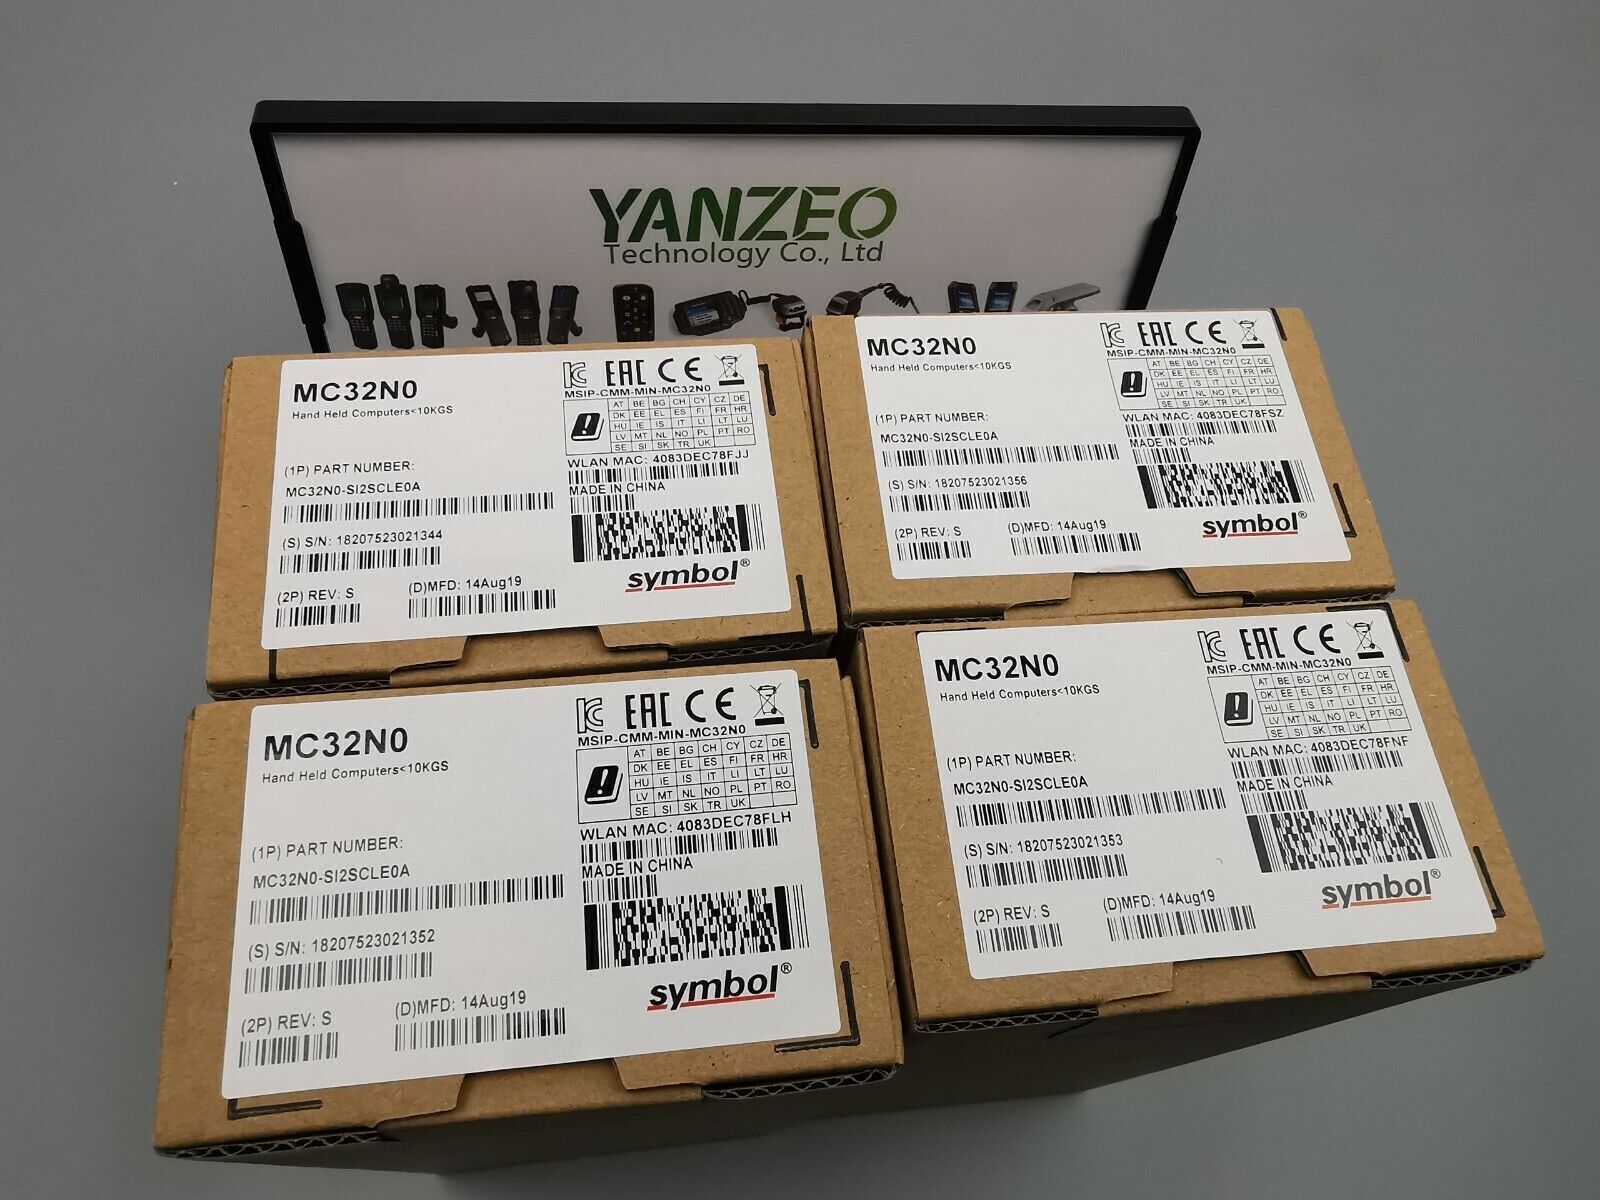 YANZEO
Technology Co., Ltd
MC32N0
Hand Held Computers<10KGS
EAC CE
MSIP-CMM-MIN-MC32N0
AT BE BG CH CY CZ DE
DK EE EL ES FI FR HR
HU IE IS IT LI LT LU
LV MT NL NO PL PT RO
SE SI SK TR UK
WLAN MAC: 4083DEC78FJJ
MADE IN CHINA
(1P) PART NUMBER:
MC32N0-SI2SCLE0A
(S) S/N: 18207523021344
(2P) REV: S
(D)MFD: 14Aug19
symbol®
MC32N0
Hand Held Computers<10KGS
EAC CE
MSIP-CMM-MIN-MC32N0
AT BE BG CH CY CZ DE
DK EE EL ES FI FR HR
HU IE IS IT LI LT LU
LV MT NL NO PL PT RO
SE SI SK TR UK
WLAN MAC: 4083DEC78FSZ
MADE IN CHINA
(1P) PART NUMBER:
MC32N0-SI2SCLE0A
(S) S/N: 18207523021356
(2P) REV: S
(D)MFD: 14Aug19
symbol®
MC32N0
Hand Held Computers<10KGS
EAC CE
MSIP-CMM-MIN-MC32N0
AT BE BG CH CY CZ DE
DK EE EL ES FI FR HR
HU IE IS IT LI LT LU
LV MT NL NO PL PT RO
SE SI SK TR UK
WLAN MAC: 4083DEC78FLH
MADE IN CHINA
(1P) PART NUMBER:
MC32N0-SI2SCLE0A
(S) S/N: 18207523021352
(2P) REV: S
(D)MFD: 14Aug19
symbol®
MC32N0
Hand Held Computers<10KGS
EAC CE
MSIP-CMM-MIN-MC32N0
AT BE BG CH CY CZ DE
DK EE EL ES FI FR HR
HU IE IS IT LI LT LU
LV MT NL NO PL PT RO
SE SI SK TR UK
WLAN MAC: 4083DEC78FNF
MADE IN CHINA
(1P) PART NUMBER:
MC32N0-SI2SCLE0A
(S) S/N: 18207523021353
(2P) REV: S
(D)MFD: 14Aug19
symbol®